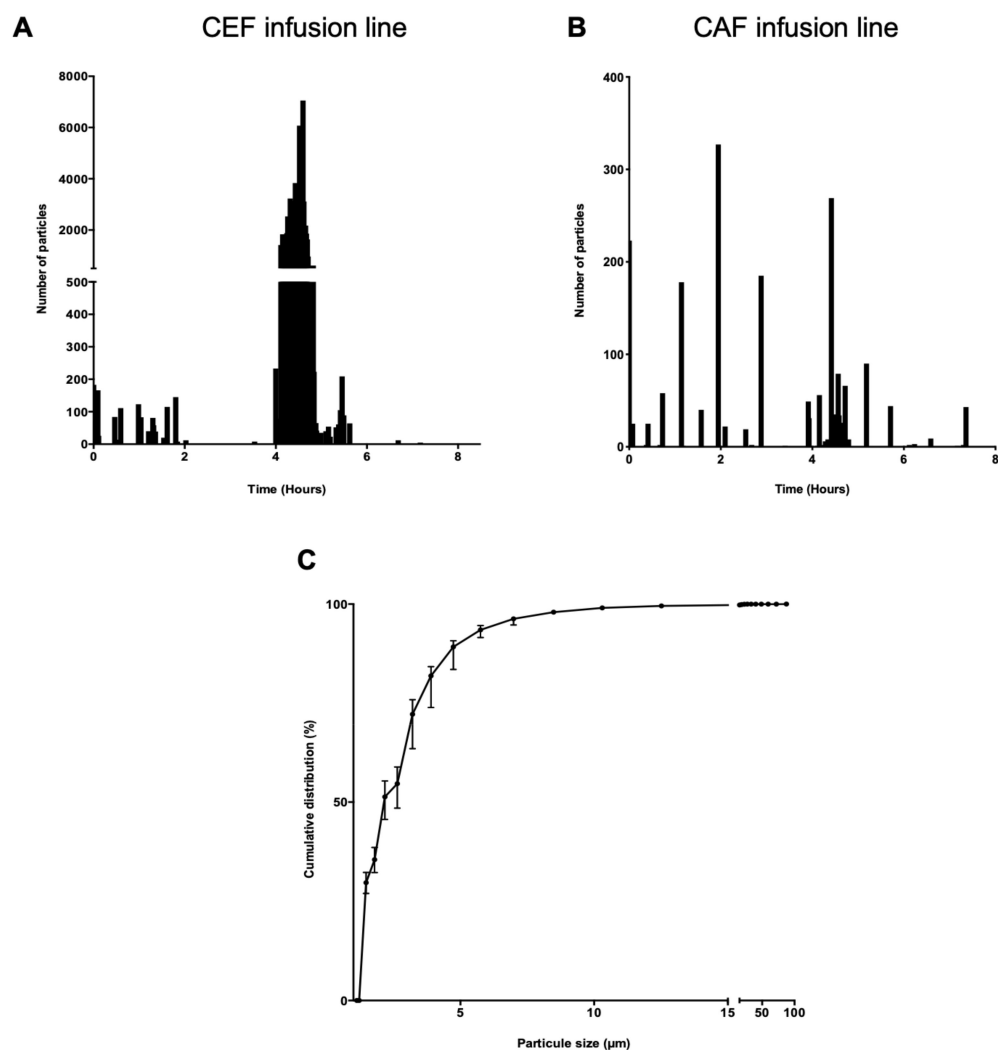 A CEF infusion line
8000
6000
4000
2000
500
400
300
200
100
0
Number of particles
0 2 4 6 8
Time (Hours)
B CAF infusion line
400
300
200
100
0
Number of particles
0 2 4 6 8
Time (Hours)
C
100
50
0
Cumulative distribution (%)
5 10 15 50 100
Particule size (µm)